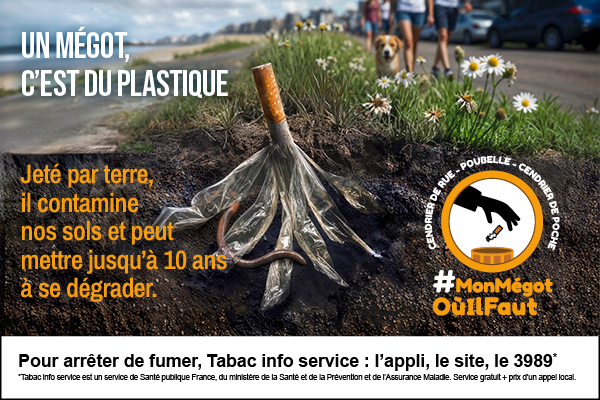 UN MÉGOT,
C'EST DU PLASTIQUE
Jeté par terre,
il contamine
nos sols et peut
mettre jusqu'à 10 ans
à se dégrader.
CENDRIER DE RUE - POUBELLE - CENDRIER DE POCHE
#MonMégot
OùIlFaut
Pour arrêter de fumer, Tabac info service : l'appli, le site, le 3989*
*Tabac info service est un service de Santé publique France, du ministère de la Santé et de la Prévention et de l'Assurance Maladie. Service gratuit + prix d'un appel local.